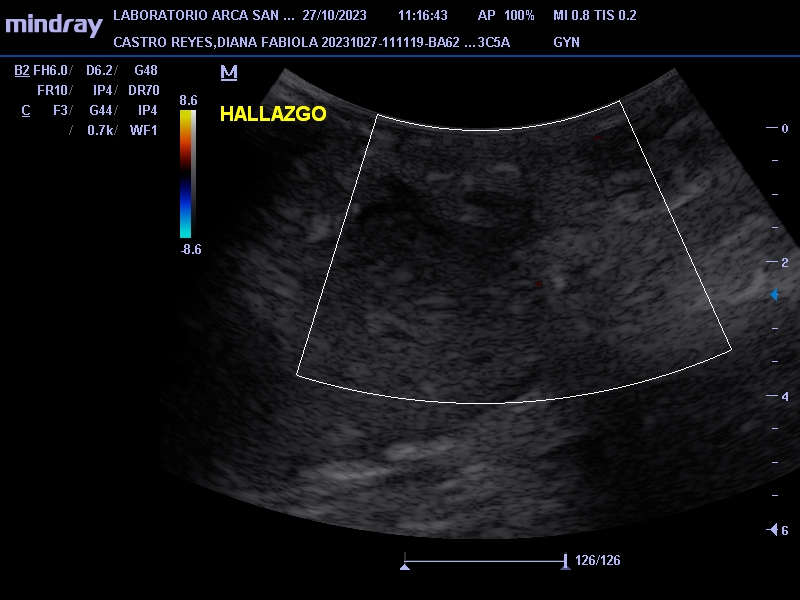 mindray
LABORATORIO ARCA SAN ... 27/10/2023 11:16:43 AP 100% MI 0.8 TIS 0.2
CASTRO REYES,DIANA FABIOLA 20231027-111119-BA62 ...3C5A GYN
B2 FH6.0/ D6.2/ G48
FR10/ IP4/ DR70
C F3/ G44/ IP4
/ 0.7k/ WF1
M
HALLAZGO
8.6
-8.6
0
2
4
6
126/126